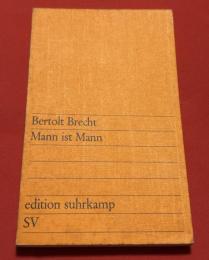 Bertolt Brecht
Mann ist Mann
edition suhrkamp
SV